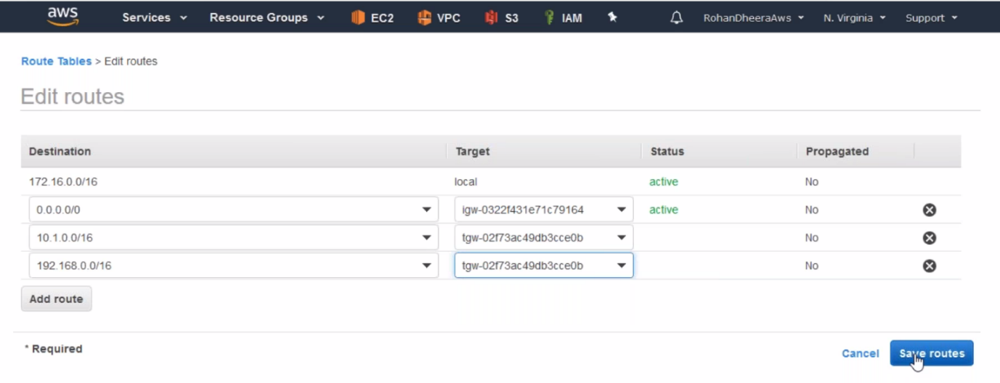 aws Services Resource Groups EC2 VPC S3 IAM RohanDheeraAws N. Virginia Support
Route Tables > Edit routes
Edit routes
Destination Target Status Propagated
172.16.0.0/16 local active No
0.0.0.0/0 igw-0322f431e71c79164 active No
10.1.0.0/16 tgw-02f73ac49db3cce0b No
192.168.0.0/16 tgw-02f73ac49db3cce0b No
Add route
* Required
Cancel Save routes